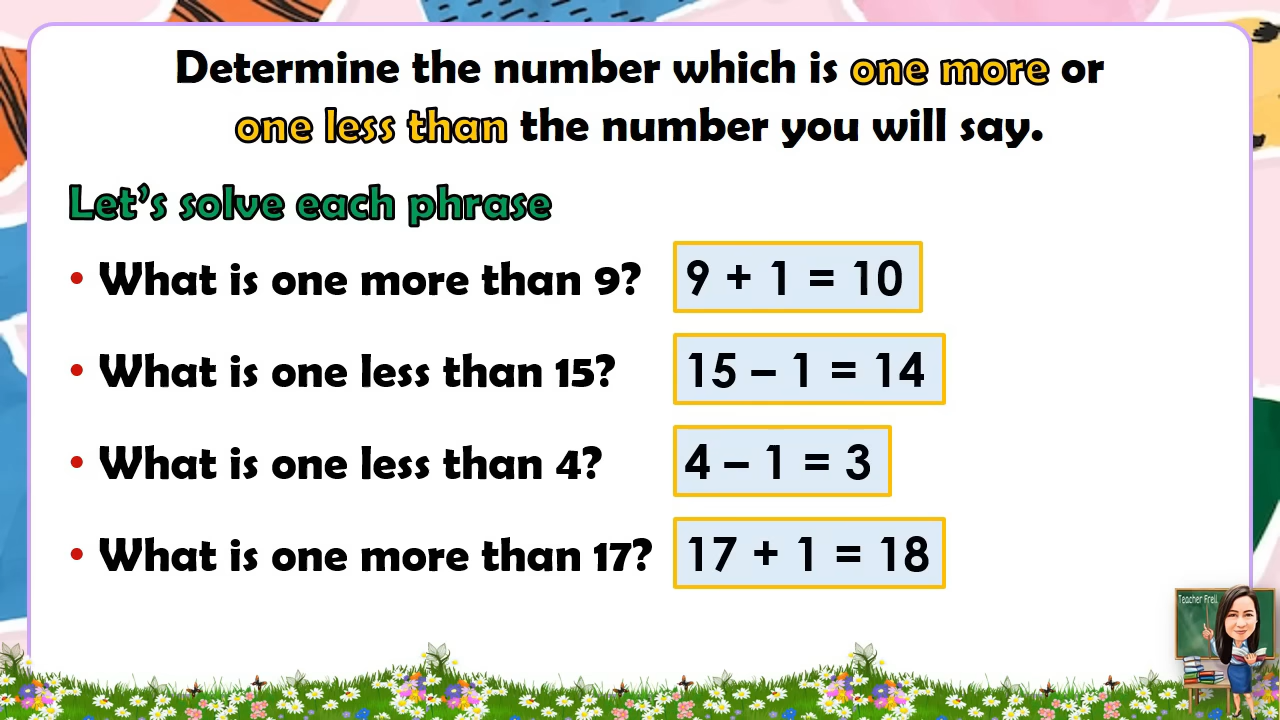 Determine the number which is one more or
one less than the number you will say.
Let's solve each phrase
• What is one more than 9? 9 + 1 = 10
• What is one less than 15? 15 – 1 = 14
• What is one less than 4? 4 – 1 = 3
• What is one more than 17? 17 + 1 = 18
Teacher Frell